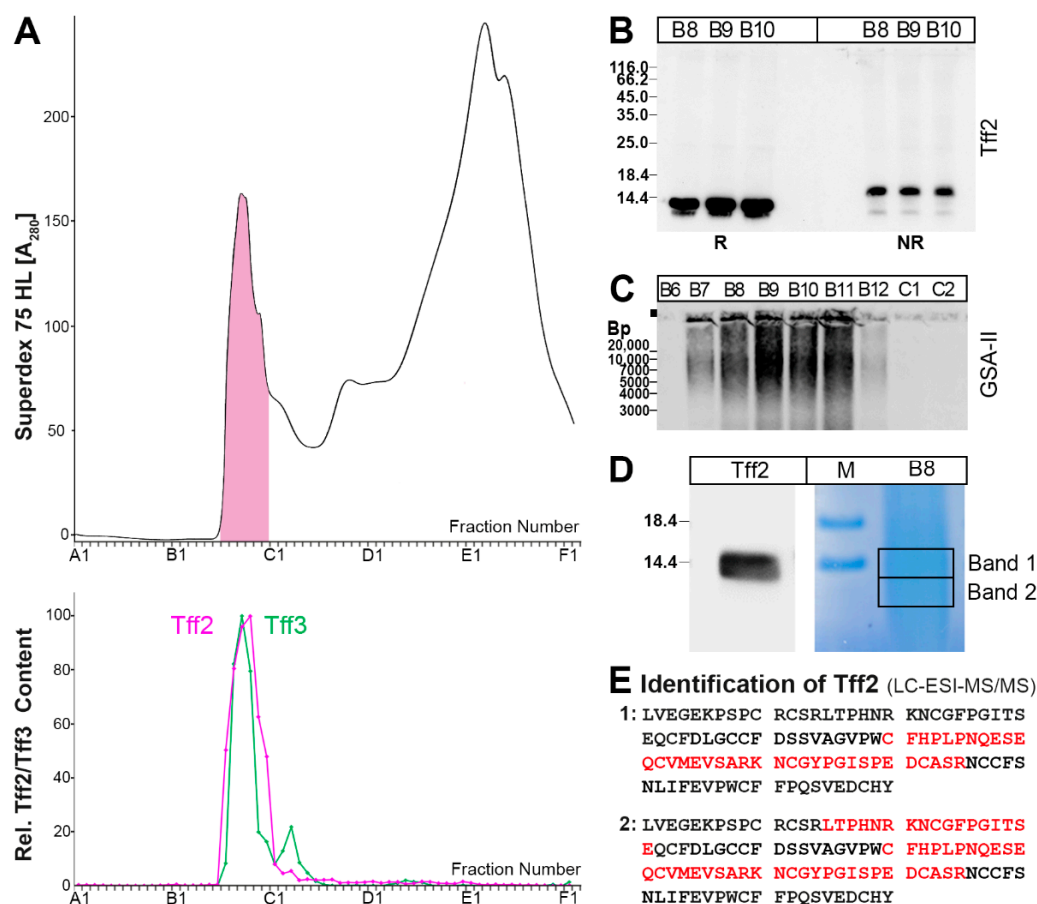 A
Superdex 75 HL [A280]
200
150
100
50
0
Fraction Number
A1 B1 C1 D1 E1 F1
Rel. Tff2/Tff3 Content
Tff2 Tff3
100
80
60
40
20
0
Fraction Number
A1 B1 C1 D1 E1 F1
B
B8 B9 B10 B8 B9 B10
116.0
66.2
45.0
35.0
25.0
18.4
14.4
R NR
Tff2
C
B6 B7 B8 B9 B10 B11 B12 C1 C2
Bp
20,000
10,000
7000
5000
4000
3000
GSA-II
D
Tff2 M B8
18.4
14.4
Band 1
Band 2
E Identification of Tff2 (LC-ESI-MS/MS)
1: LVEGEKPSPC RCSRLTPHNR KNCGFPGITS
EQCFDLGCCF DSSVAGVPWC FHPLPNQESE
QCVMEVSARK NCGYPGISPE DCASRNCCFS
NLIFEVPWCF FPQSVEDCHY
2: LVEGEKPSPC RCSRLTPHNR KNCGFPGITS
EQCFDLGCCF DSSVAGVPWC FHPLPNQESE
QCVMEVSARK NCGYPGISPE DCASRNCCFS
NLIFEVPWCF FPQSVEDCHY